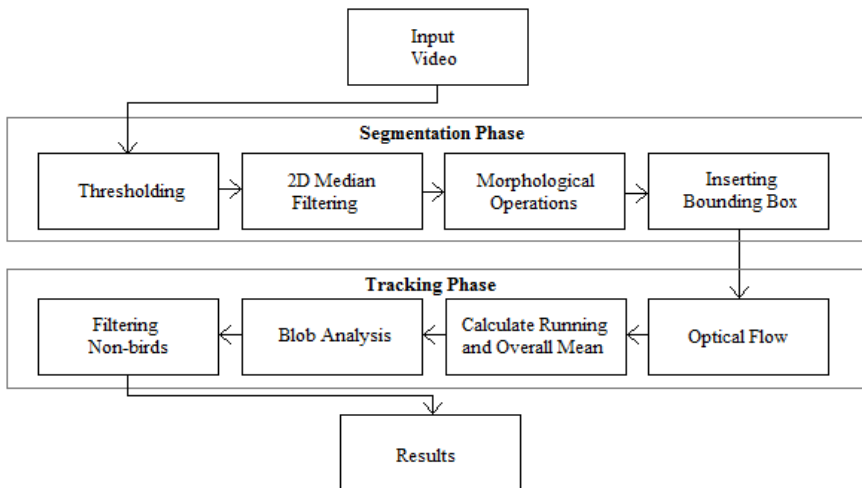 Input
Video
Segmentation Phase
Thresholding
2D Median
Filtering
Morphological
Operations
Inserting
Bounding Box
Tracking Phase
Filtering
Non-birds
Blob Analysis
Calculate Running
and Overall Mean
Optical Flow
Results